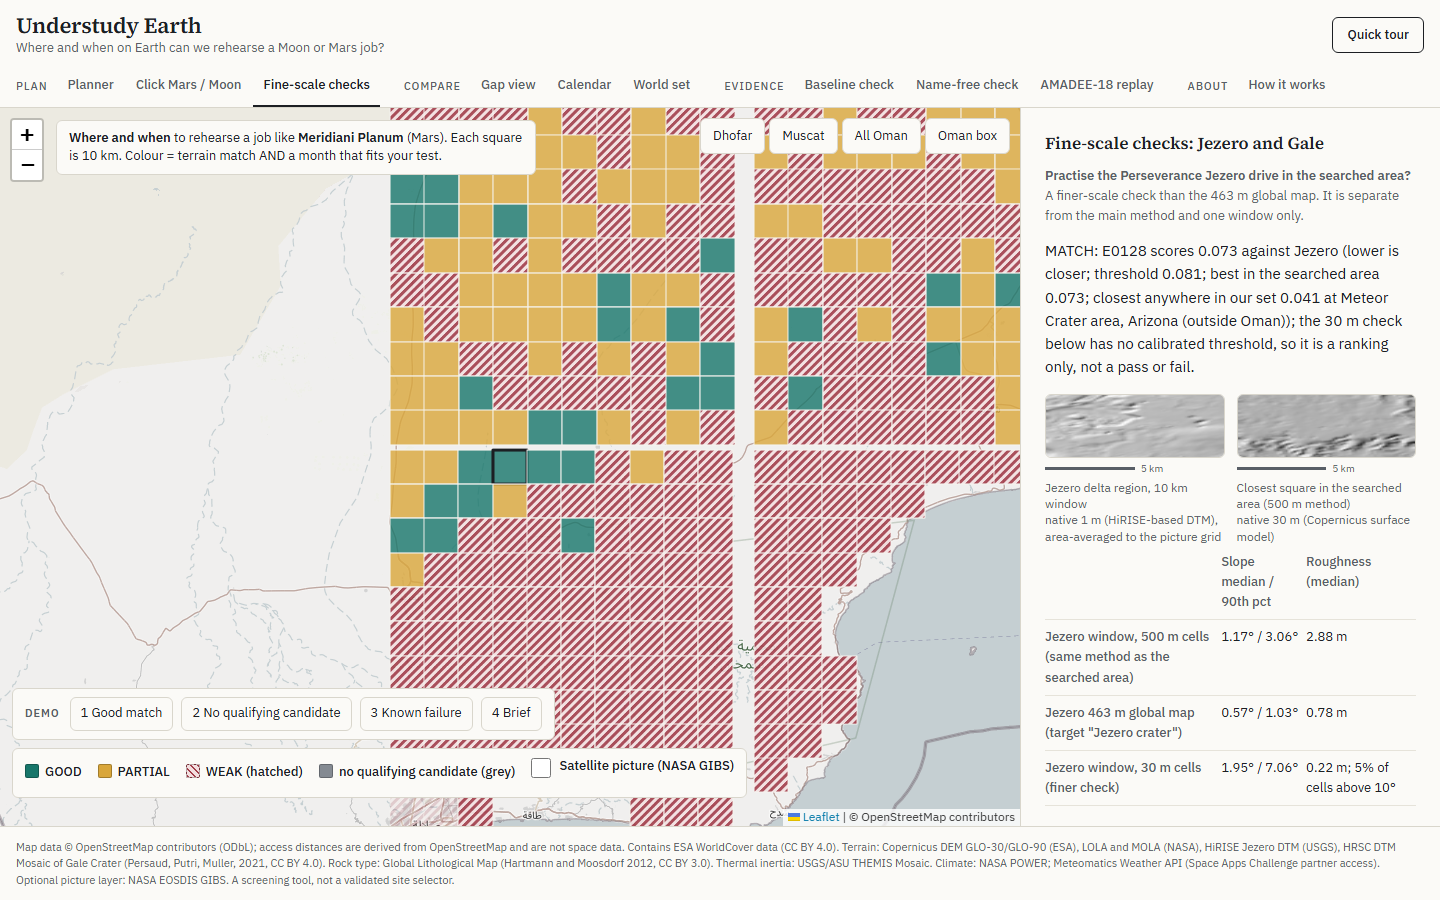 Understudy Earth
Where and when on Earth can we rehearse a Moon or Mars job?
Quick tour
PLAN Planner Click Mars / Moon Fine-scale checks COMPARE Gap view Calendar World set EVIDENCE Baseline check Name-free check AMADEE-18 replay ABOUT How it works
+
−
Where and when to rehearse a job like Meridiani Planum (Mars). Each square
is 10 km. Colour = terrain match AND a month that fits your test.
Dhofar Muscat All Oman Oman box
DEMO 1 Good match 2 No qualifying candidate 3 Known failure 4 Brief
GOOD PARTIAL WEAK (hatched) no qualifying candidate (grey) Satellite picture (NASA GIBS)
طاقة
Leaflet | © OpenStreetMap contributors
Fine-scale checks: Jezero and Gale
Practise the Perseverance Jezero drive in the searched area?
A finer-scale check than the 463 m global map. It is separate
from the main method and one window only.
MATCH: E0128 scores 0.073 against Jezero (lower is
closer; threshold 0.081; best in the searched area
0.073; closest anywhere in our set 0.041 at Meteor
Crater area, Arizona (outside Oman)); the 30 m check
below has no calibrated threshold, so it is a ranking
only, not a pass or fail.
5 km
Jezero delta region, 10 km
window
native 1 m (HiRISE-based DTM),
area-averaged to the picture grid
5 km
Closest square in the searched
area (500 m method)
native 30 m (Copernicus surface
model)
Slope
median /
90th pct
Roughness
(median)
Jezero window, 500 m cells
(same method as the
searched area)
1.17° / 3.06° 2.88 m
Jezero 463 m global map
(target "Jezero crater")
0.57° / 1.03° 0.78 m
Jezero window, 30 m cells
(finer check)
1.95° / 7.06° 0.22 m; 5% of
cells above 10°
Map data © OpenStreetMap contributors (ODbL); access distances are derived from OpenStreetMap and are not space data. Contains ESA WorldCover data (CC BY 4.0). Terrain: Copernicus DEM GLO-30/GLO-90 (ESA), LOLA and MOLA (NASA), HiRISE Jezero DTM (USGS), HRSC DTM
Mosaic of Gale Crater (Persaud, Putri, Muller, 2021, CC BY 4.0). Rock type: Global Lithological Map (Hartmann and Moosdorf 2012, CC BY 3.0). Thermal inertia: USGS/ASU THEMIS Mosaic. Climate: NASA POWER; Meteomatics Weather API (Space Apps Challenge partner access).
Optional picture layer: NASA EOSDIS GIBS. A screening tool, not a validated site selector.